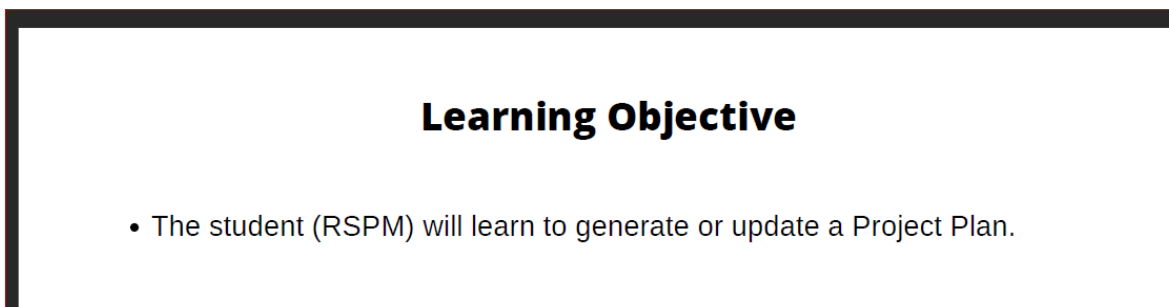 Learning Objective
• The student (RSPM) will learn to generate or update a Project Plan.